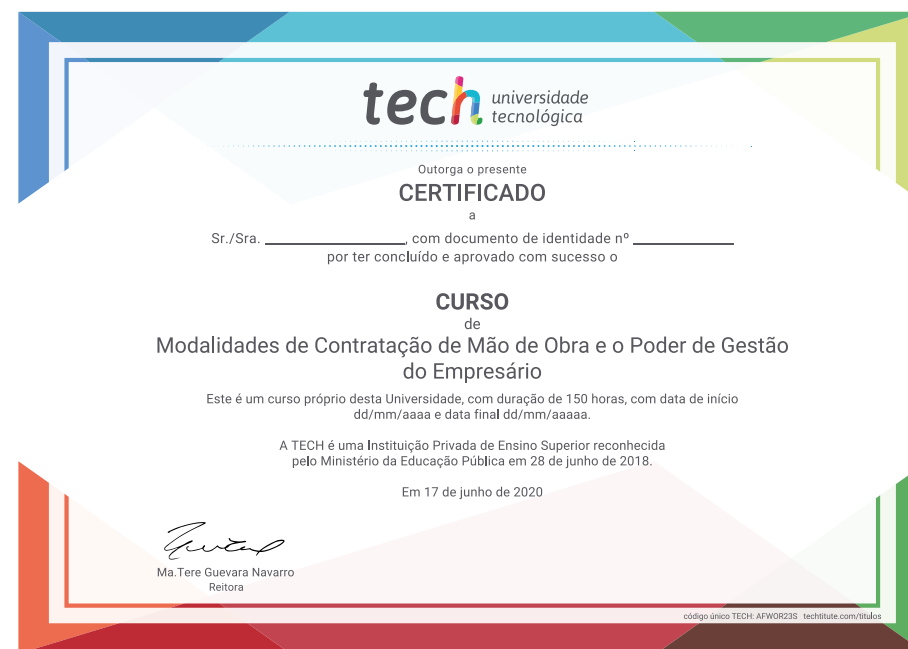 tech universidade
tecnológica
Outorga o presente
CERTIFICADO
a
Sr./Sra. ____________________, com documento de identidade nº ______________
por ter concluído e aprovado com sucesso o
CURSO
de
Modalidades de Contratação de Mão de Obra e o Poder de Gestão
do Empresário
Este é um curso próprio desta Universidade, com duração de 150 horas, com data de início
dd/mm/aaaa e data final dd/mm/aaaaa.
A TECH é uma Instituição Privada de Ensino Superior reconhecida
pelo Ministério da Educação Pública em 28 de junho de 2018.
Em 17 de junho de 2020
Ma.Tere Guevara Navarro
Reitora
código único TECH: AFWOR23S techtitute.com/titulos